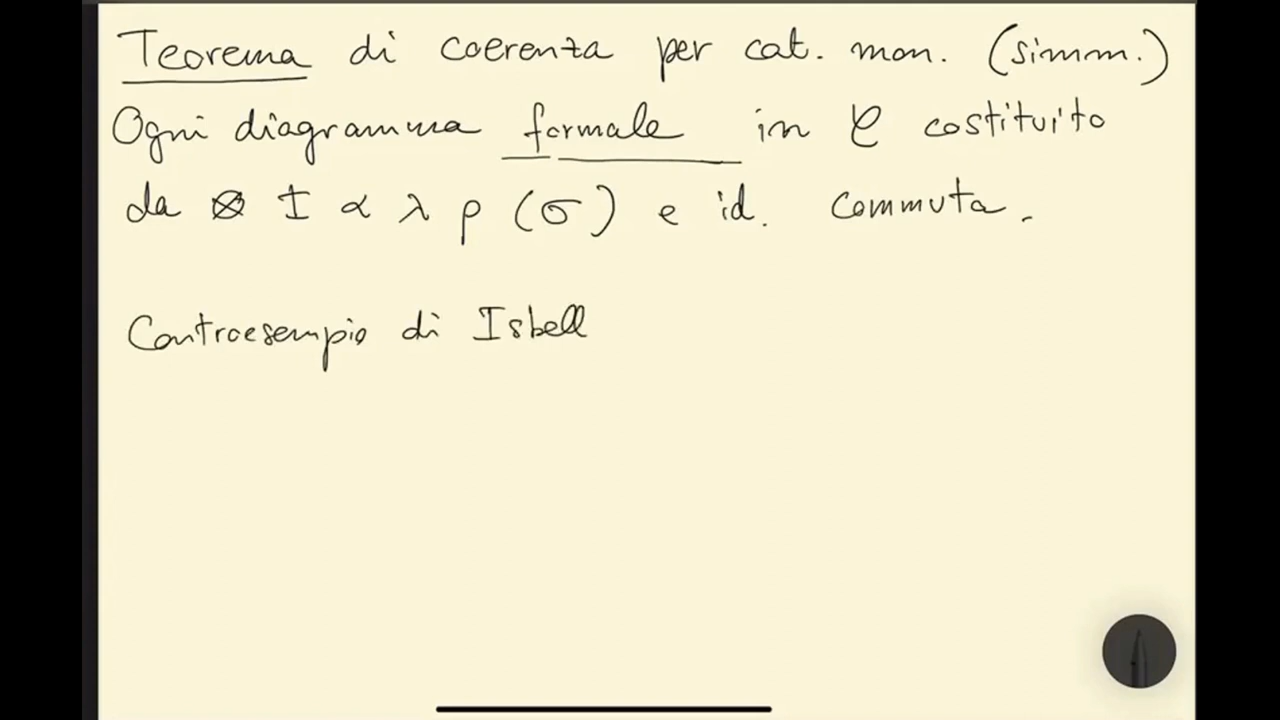 Teorema di coerenza per cat. mon. (simm.)
Ogni diagramma formale in C costituito
da ⊗ I α λ ρ (σ) e id. commuta.
Controesempio di Isbell